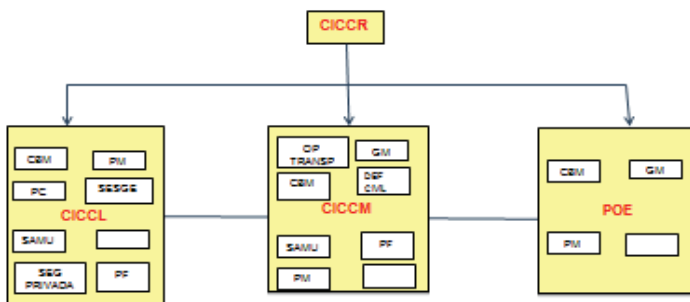 CICCR
CBM
PM
PC
SESGE
CICCL
SAMU
SEG
PRIVADA
PF
OP
TRANSP
GM
CBM
DEF
CIVIL
CICCM
SAMU
PF
PM
CBM
GM
POE
PM